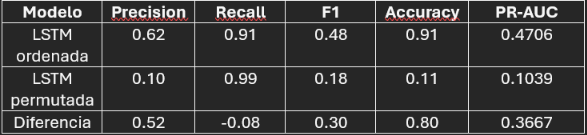 Modelo Precision Recall F1 Accuracy PR-AUC
LSTM ordenada 0.62 0.91 0.48 0.91 0.4706
LSTM permutada 0.10 0.99 0.18 0.11 0.1039
Diferencia 0.52 -0.08 0.30 0.80 0.3667